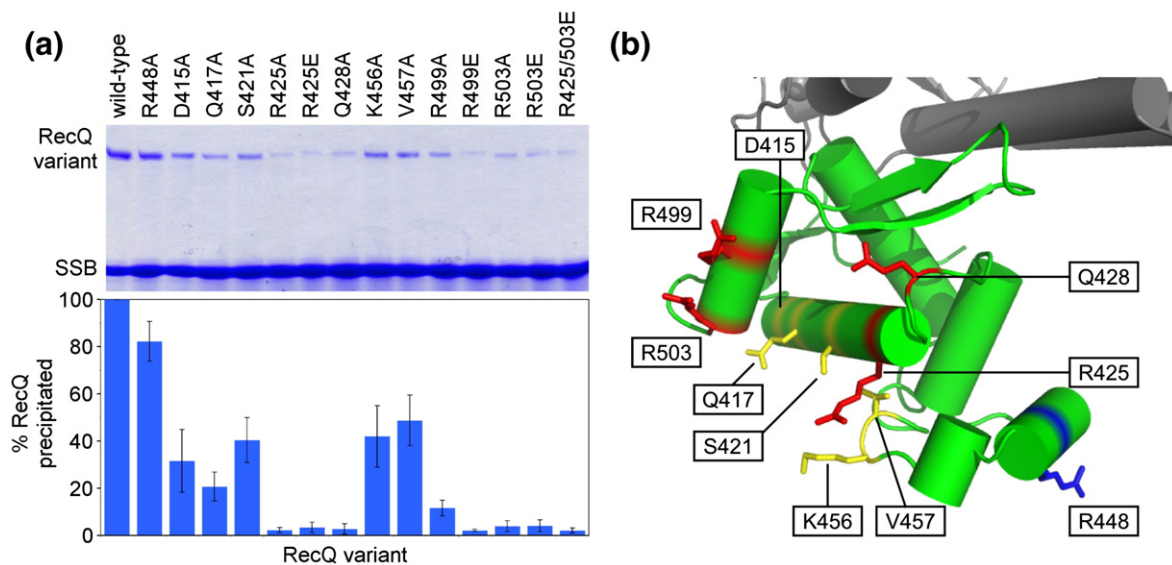 (a)
wild-type
R448A
D415A
Q417A
S421A
R425A
R425E
Q428A
K456A
V457A
R499A
R499E
R503A
R503E
R425/503E
RecQ
variant
SSB
100
80
60
40
20
0
% RecQ
precipitated
RecQ variant
(b)
D415
R499
Q428
R503
R425
Q417
S421
K456
V457
R448